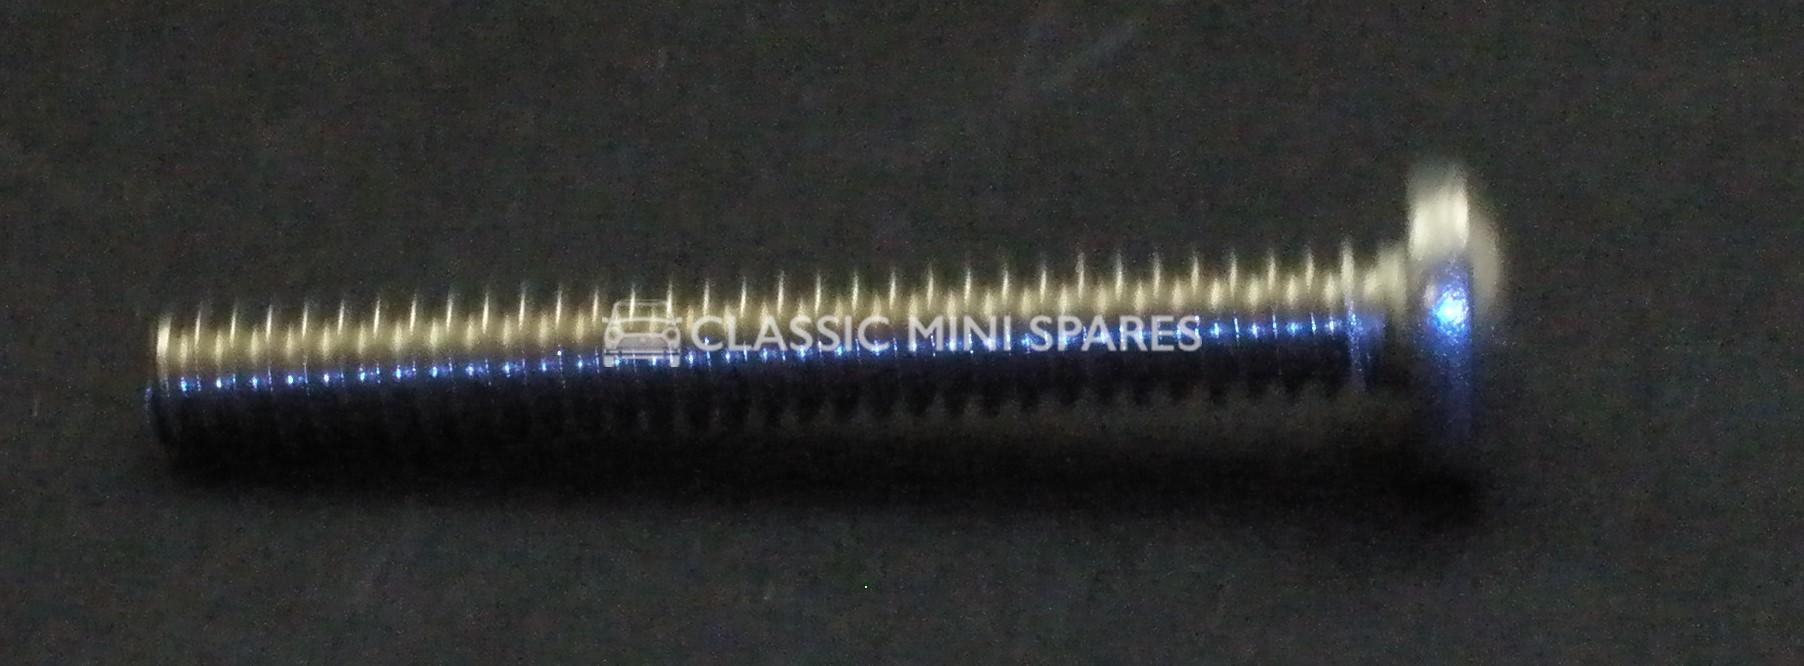 CLASSIC MINI SPARES